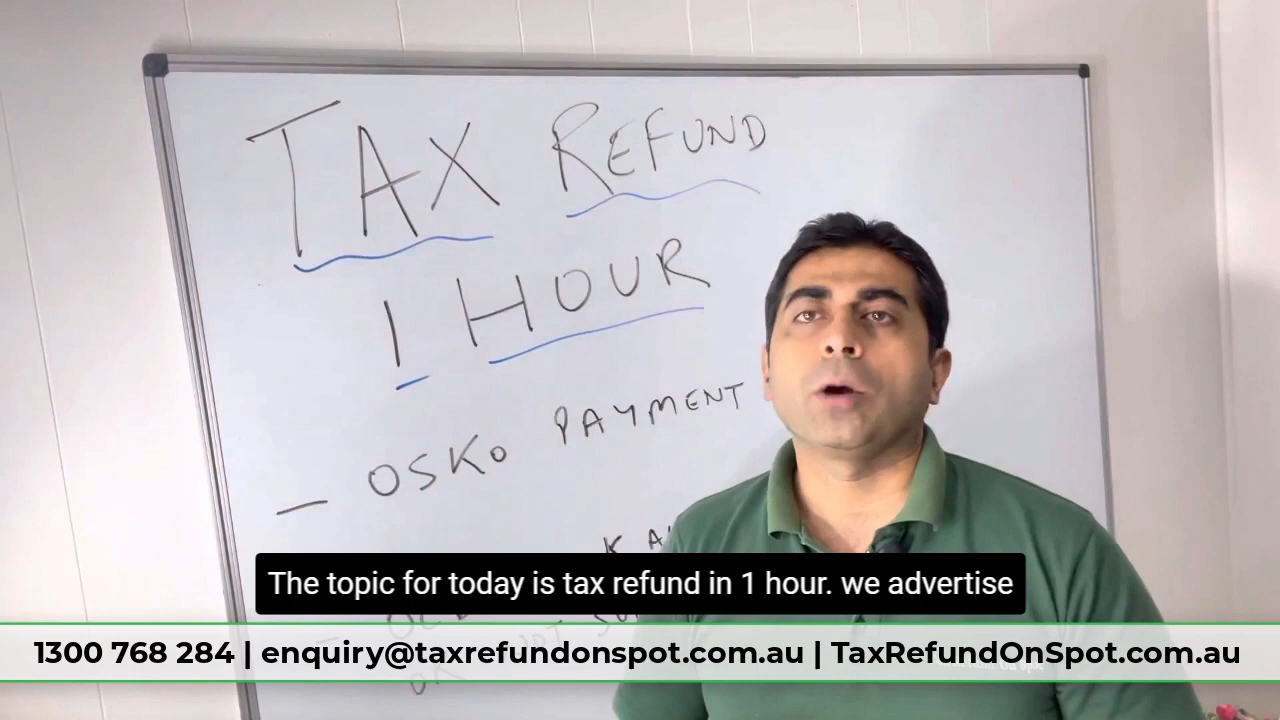 TAX REFUND
1 HOUR
— OSKO PAYMENT
The topic for today is tax refund in 1 hour. we advertise
1300 768 284 | enquiry@taxrefundonspot.com.au | TaxRefundOnSpot.com.au